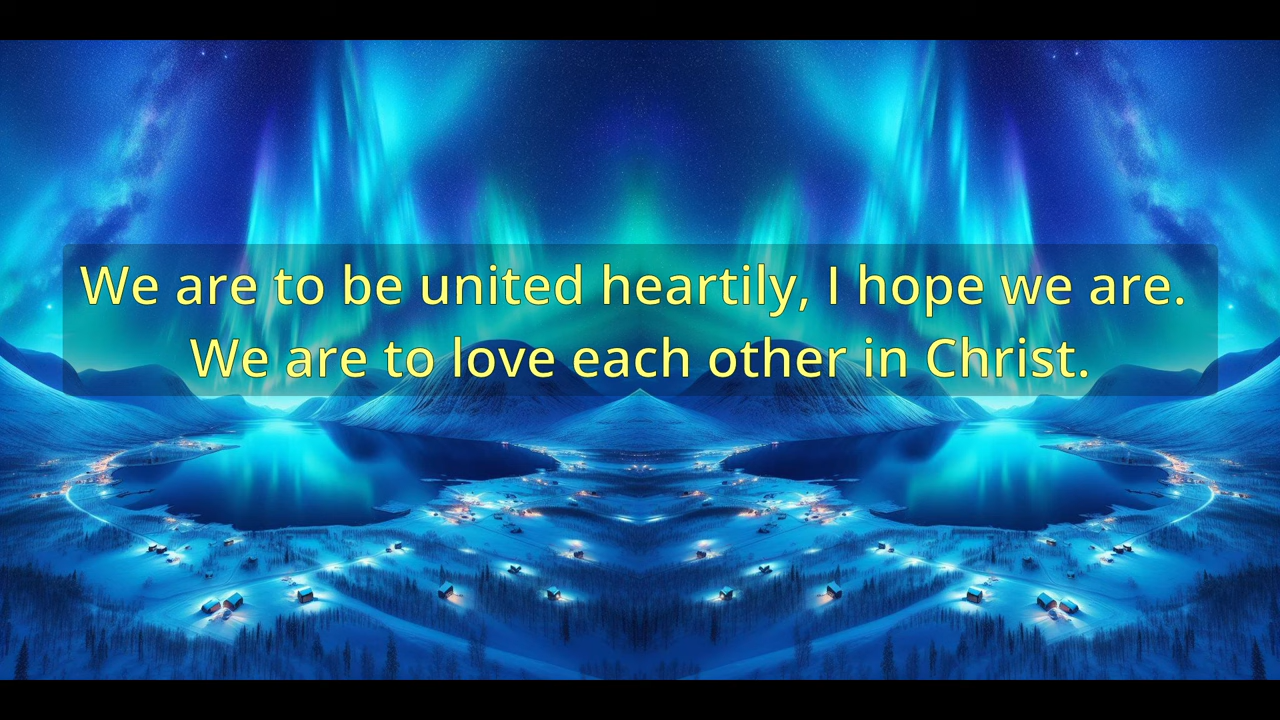 We are to be united heartily, I hope we are.
We are to love each other in Christ.